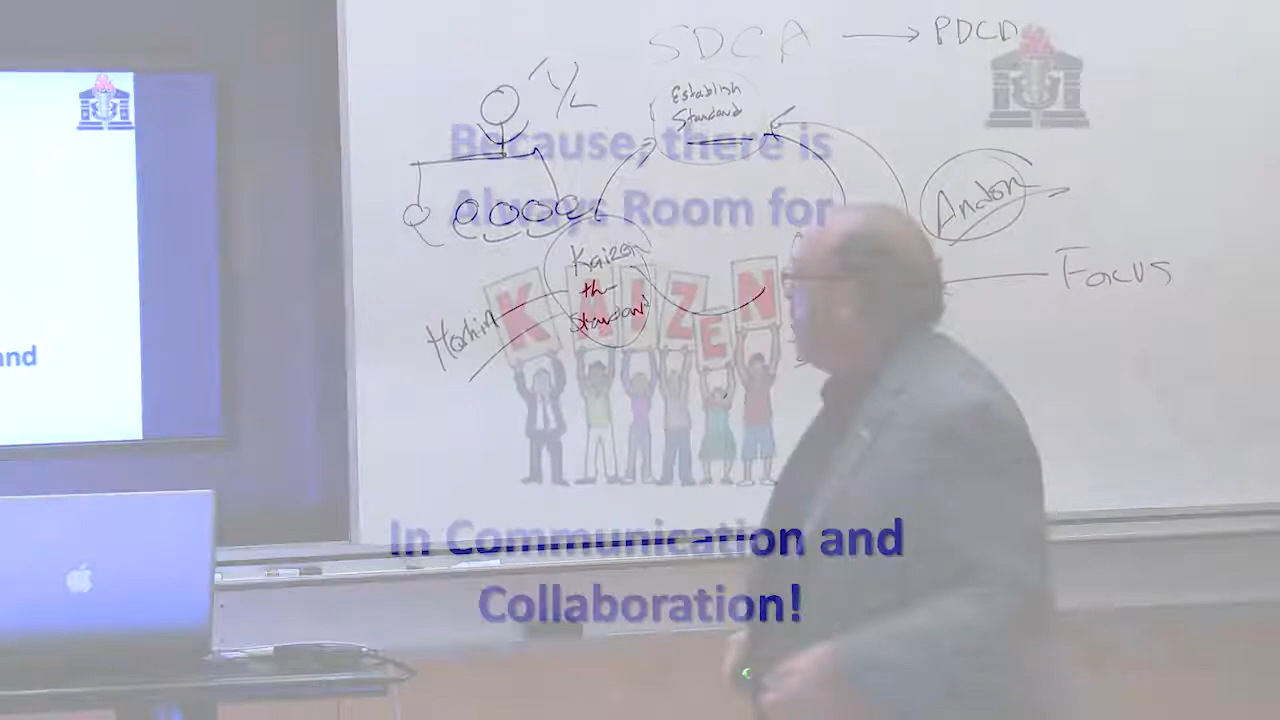 SDCA → PDCA
Establish
Standard
Because, there is
Always Room for
Andon
Kaizen
the
Standard
Focus
KAIZEN
and
In Communication and
Collaboration!